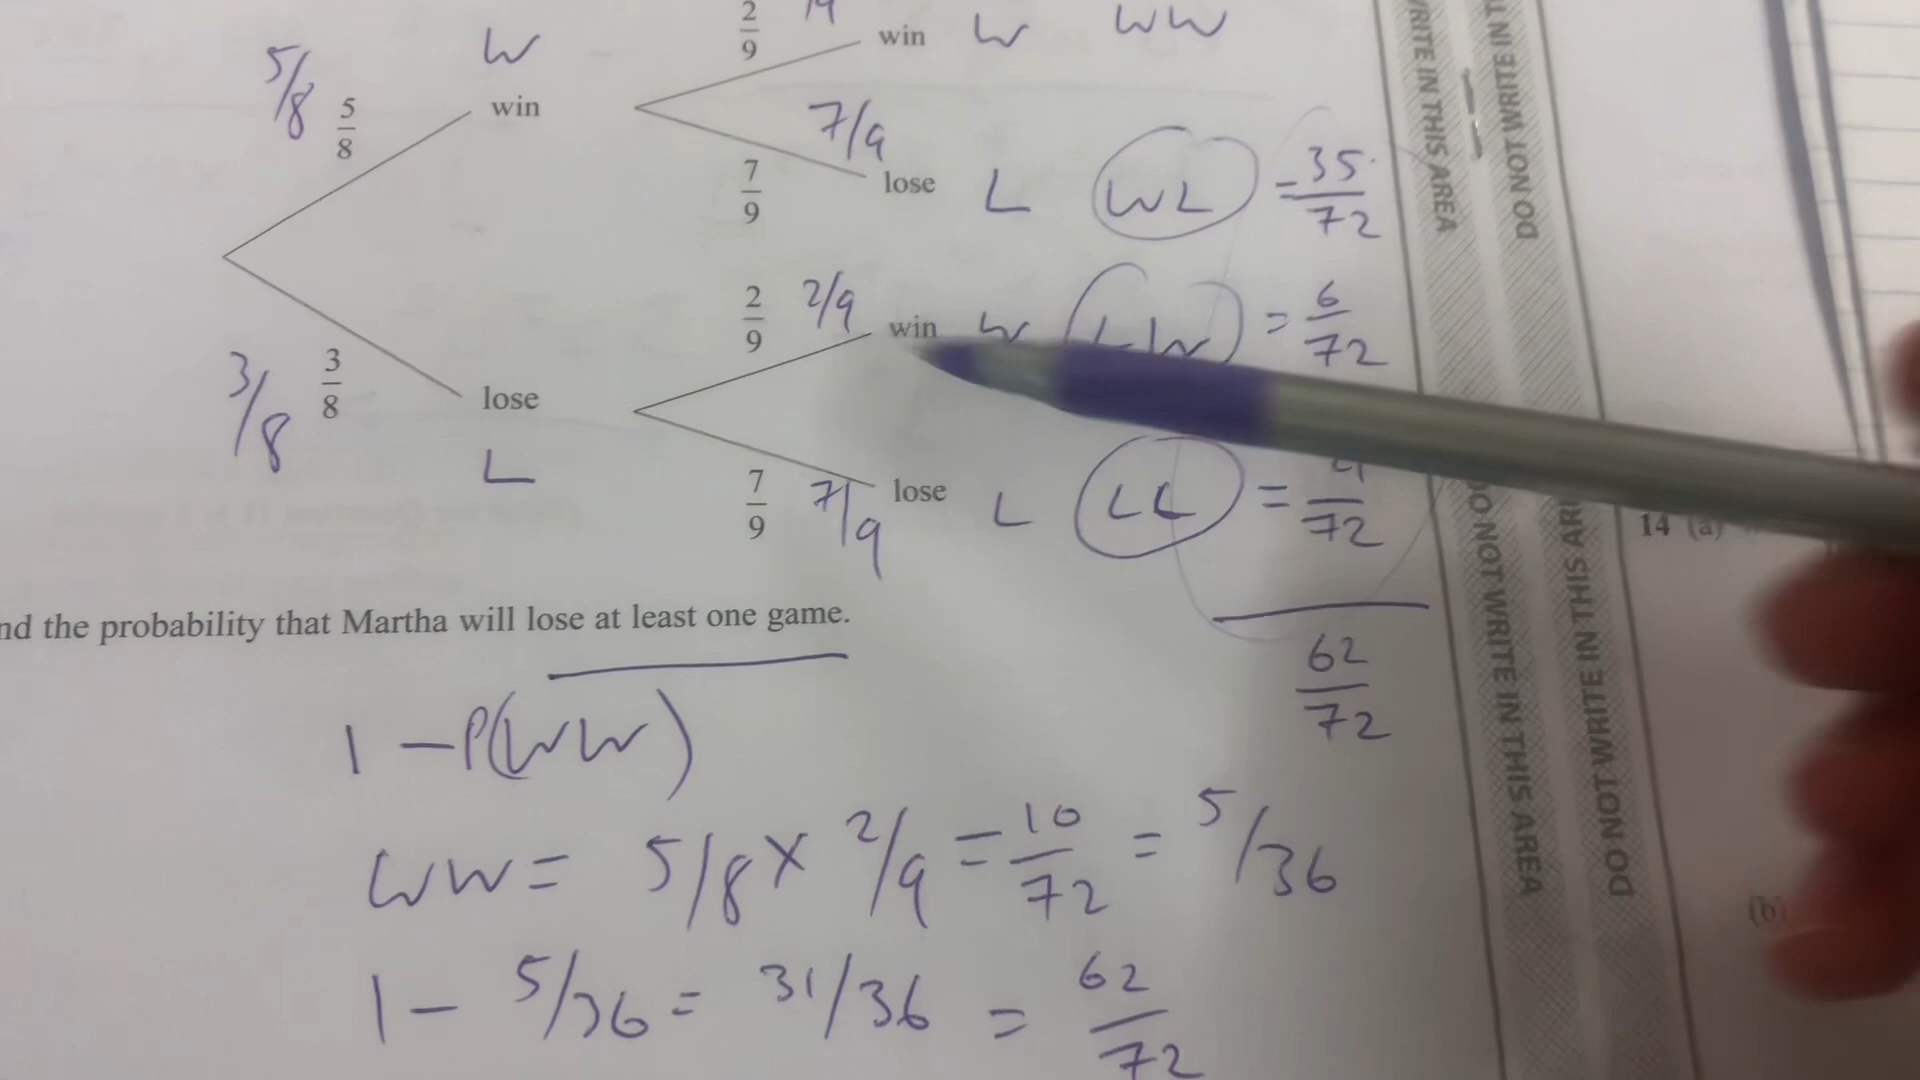 2/9
win W WW
5/8 5/8 W
win
7/9 7/9
lose L WL = 35/72
2/9 2/9
win W LW = 6/72
3/8 3/8
lose
L
7/9 7/9
lose L LL = /72
the probability that Martha will lose at least one game.
62/72
1 - P(WW)
WW = 5/8 × 2/9 = 10/72 = 5/36
1 - 5/36 = 31/36 = 62/72
WRITE IN THIS AREA
DO NOT WRITE IN
DO NOT WRITE IN THIS AREA
DO NOT WRITE IN THIS
14 (a)
(b)